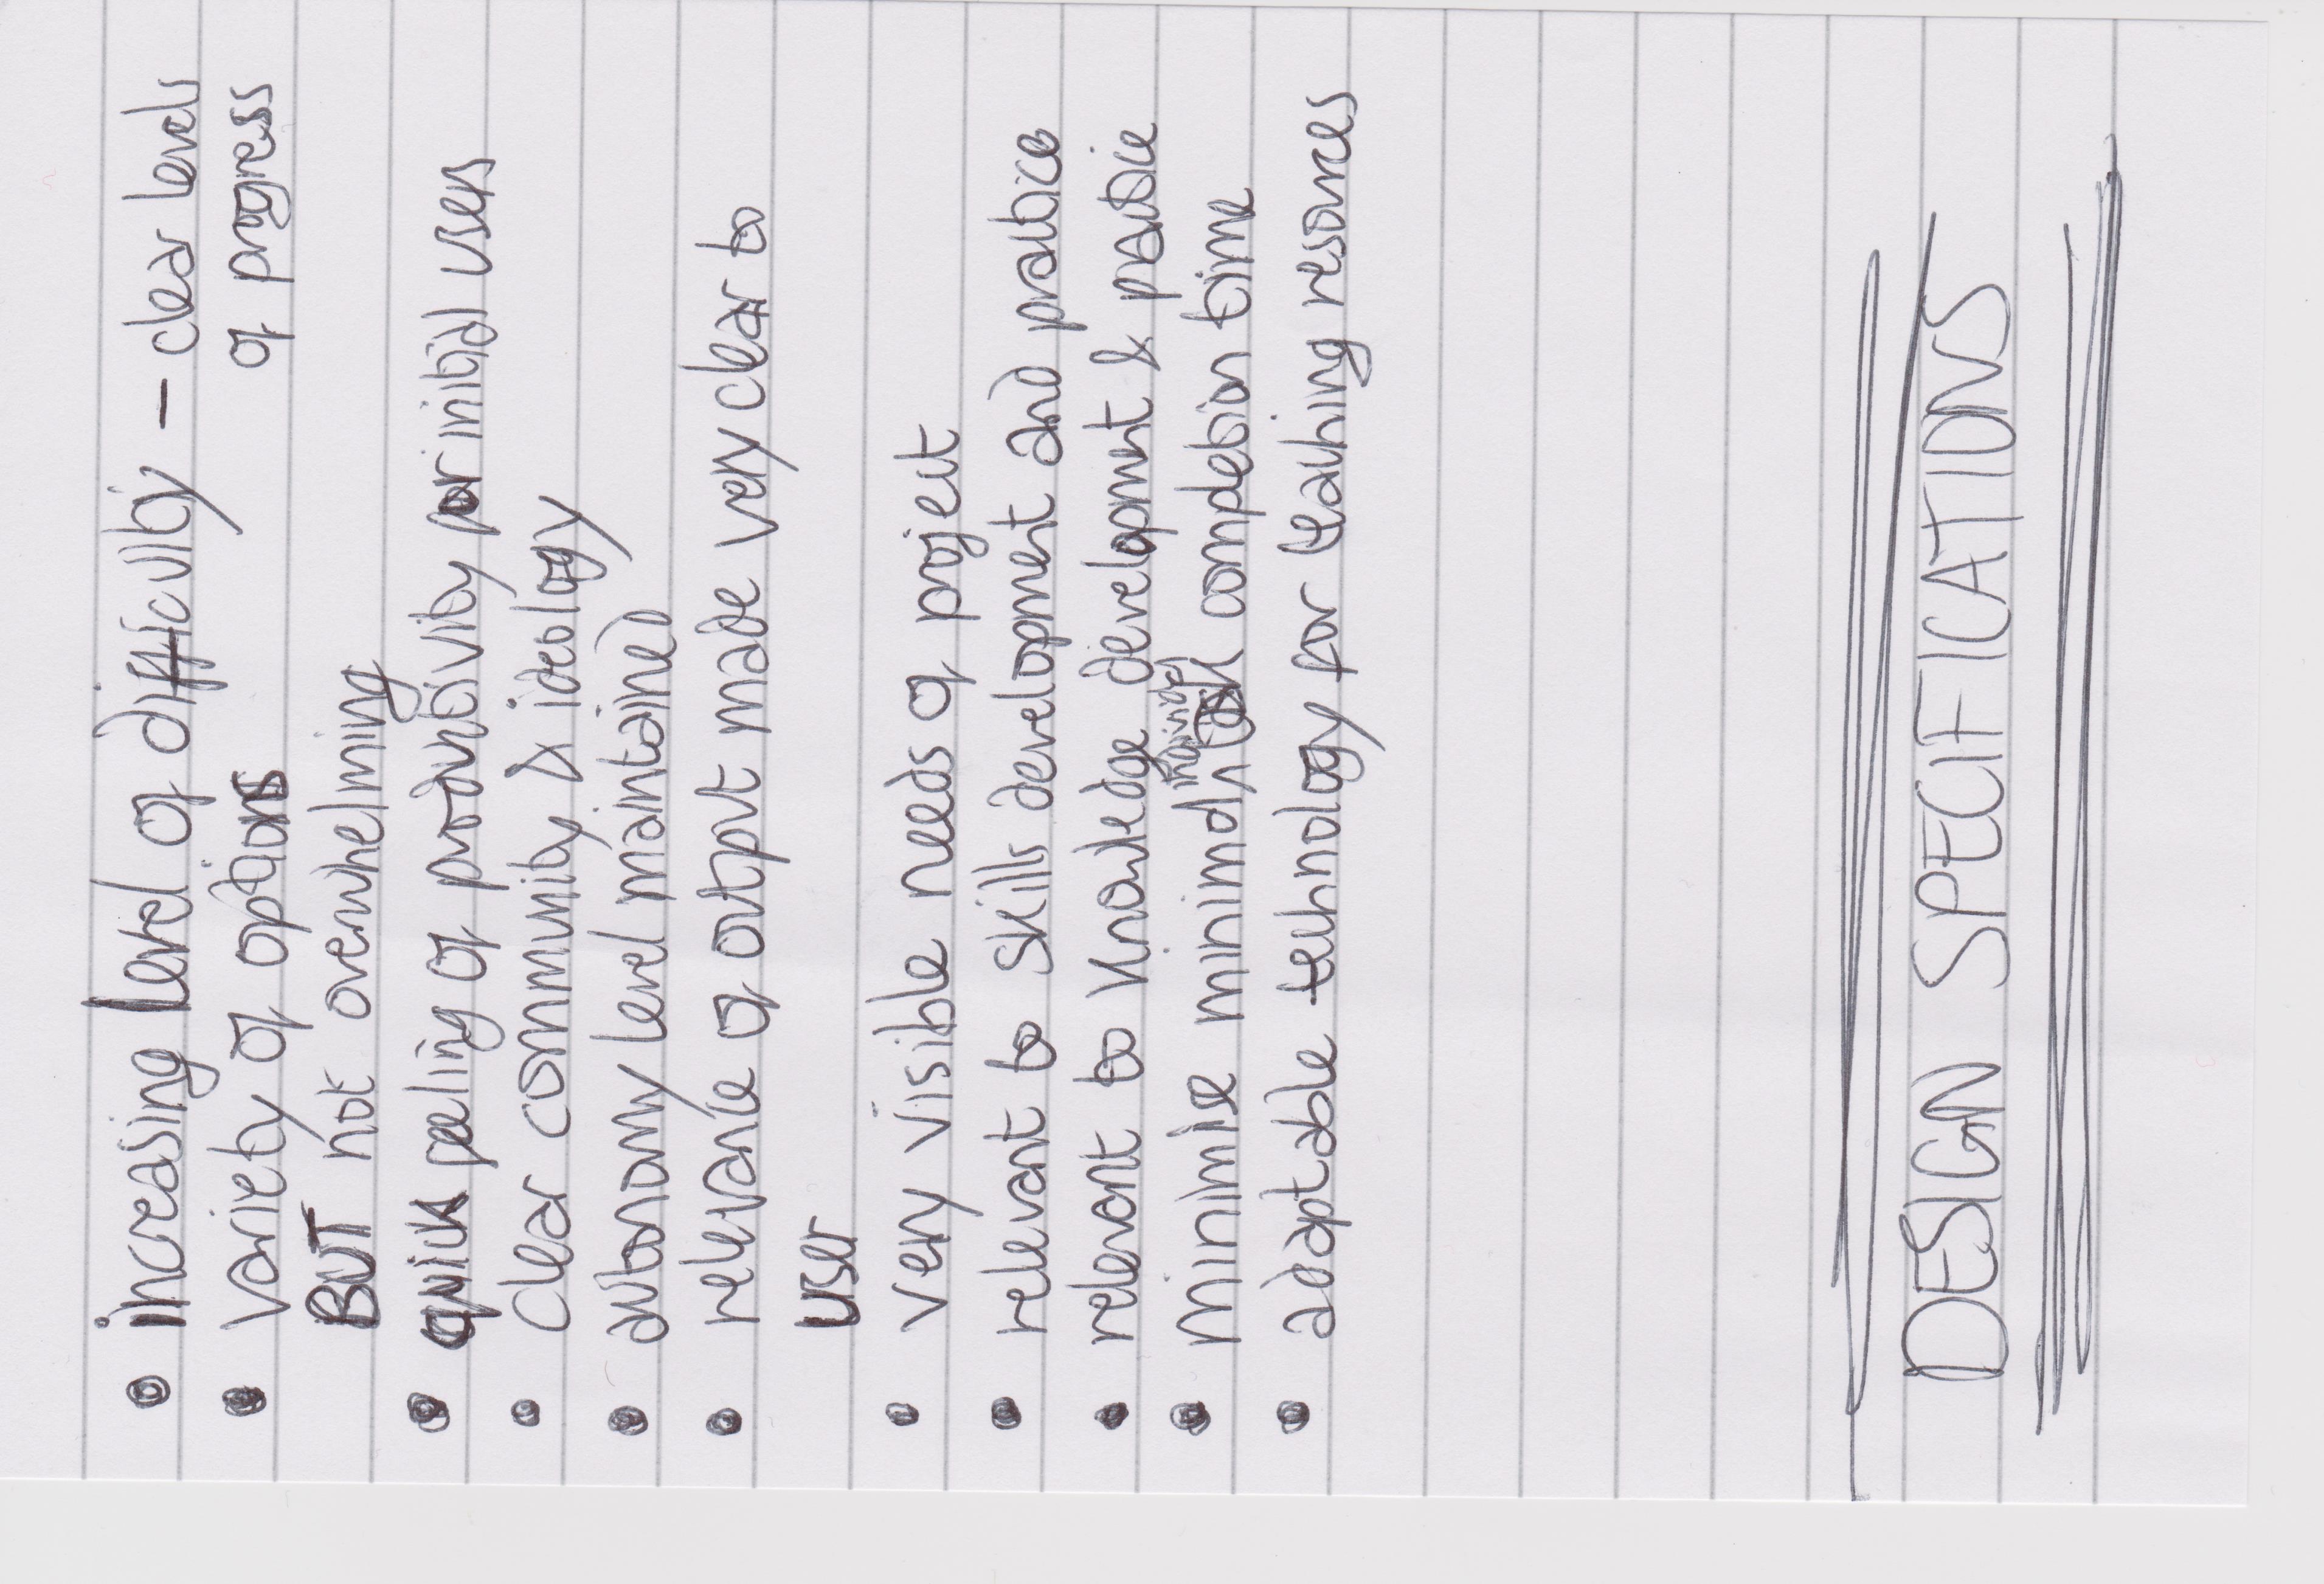 • increasing level of difficulty – clear levels
of progress
• variety of options
BUT not overwhelming
• quick feeling of productivity for initial users
• clear community & ideology
• autonomy level maintained
• relevance of output made very clear to
user
• very visible needs of project
• relevant to skills development and practice
• relevant to knowledge development & practice
individual
• minimise minimal task completion time
• adaptable technology for teaching resources
DESIGN SPECIFICATIONS